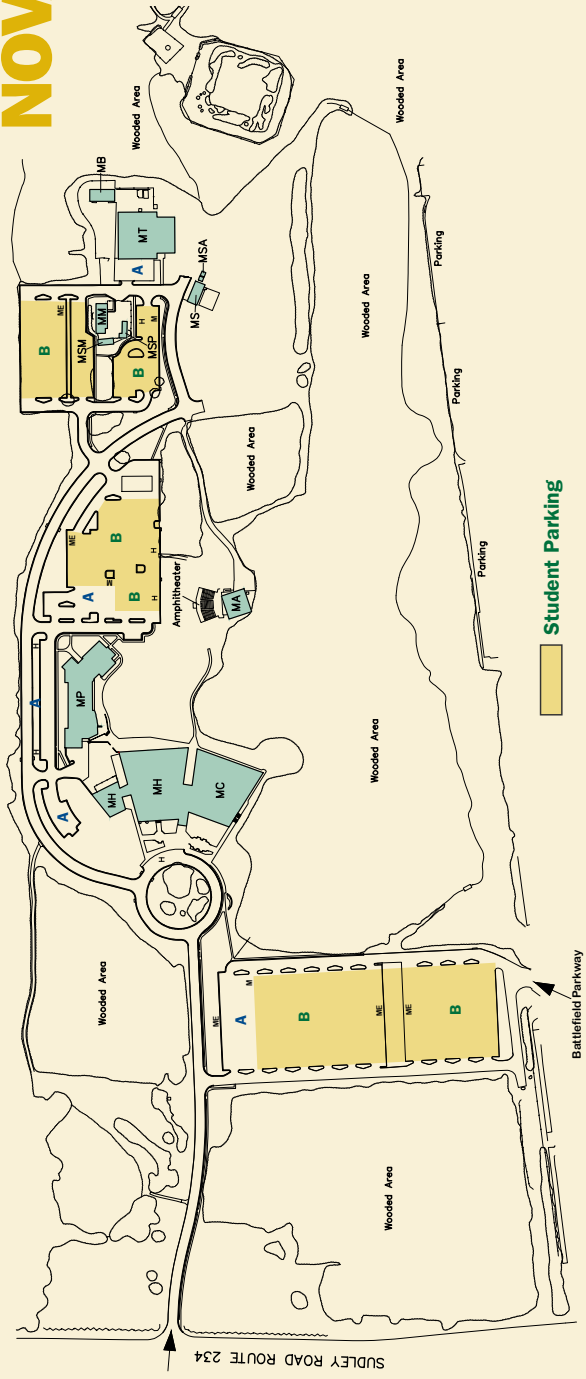 NOV
Wooded Area
Wooded Area
MB
MT
A
MSA
MS
ME
B
MM
MSM
MSP
H
M
B
Wooded Area
Parking
Parking
Parking
Wooded Area
ME
B
B
A
H
H
Amphitheater
MA
H
A
H
MP
A
MH
MH
MC
H
Wooded Area
Wooded Area
ME
A
M
B
ME
ME
B
Wooded Area
Battlefield Parkway
SUDLEY ROAD ROUTE 234
Student Parking